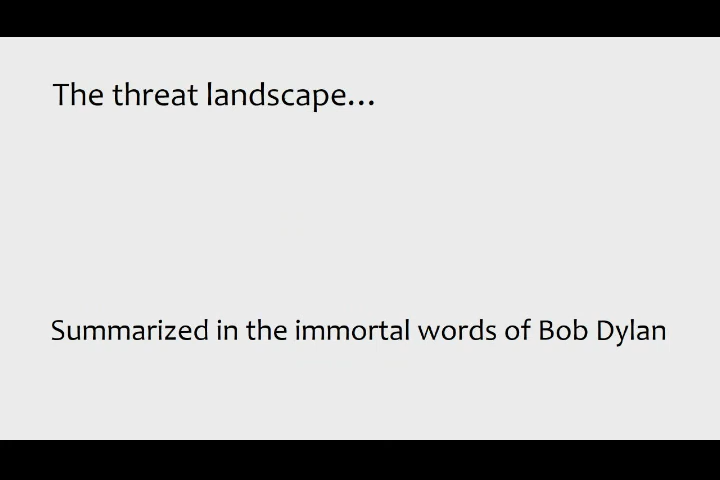 The threat landscape...
Summarized in the immortal words of Bob Dylan